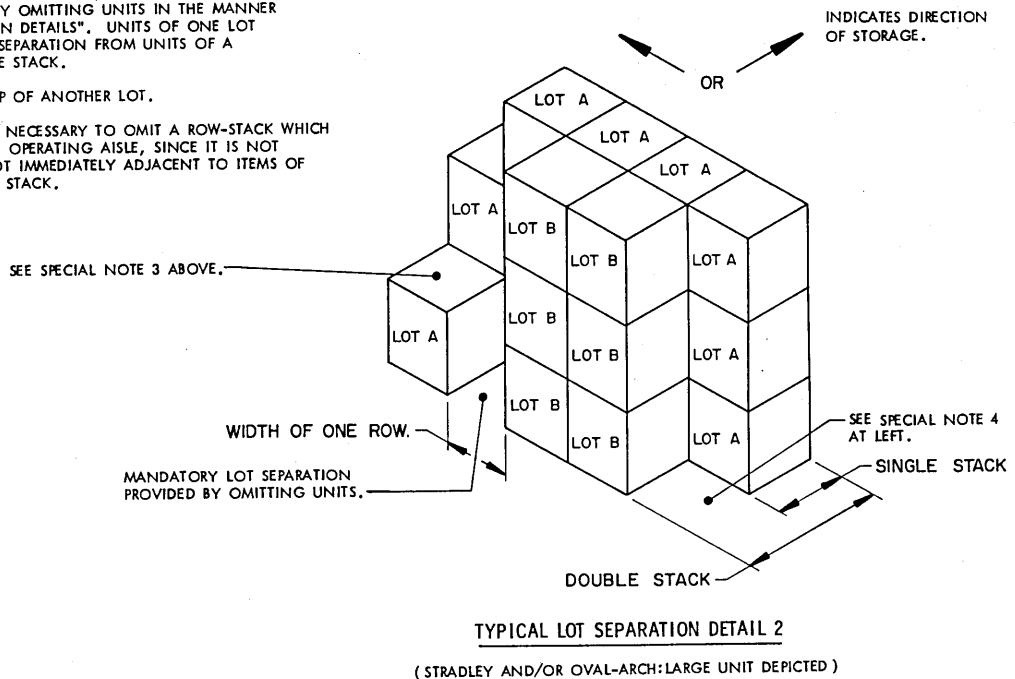 Y OMITTING UNITS IN THE MANNER
N DETAILS". UNITS OF ONE LOT
SEPARATION FROM UNITS OF A
E STACK.
P OF ANOTHER LOT.
NECESSARY TO OMIT A ROW-STACK WHICH
OPERATING AISLE, SINCE IT IS NOT
OT IMMEDIATELY ADJACENT TO ITEMS OF
STACK.
INDICATES DIRECTION
OF STORAGE.
OR
LOT A
LOT A
LOT A
LOT A
LOT B
LOT B
LOT A
SEE SPECIAL NOTE 3 ABOVE.
LOT A
LOT B
LOT B
LOT A
LOT B
LOT B
LOT A
WIDTH OF ONE ROW.
MANDATORY LOT SEPARATION
PROVIDED BY OMITTING UNITS.
SEE SPECIAL NOTE 4
AT LEFT.
SINGLE STACK
DOUBLE STACK
TYPICAL LOT SEPARATION DETAIL 2
( STRADLEY AND/OR OVAL-ARCH: LARGE UNIT DEPICTED )